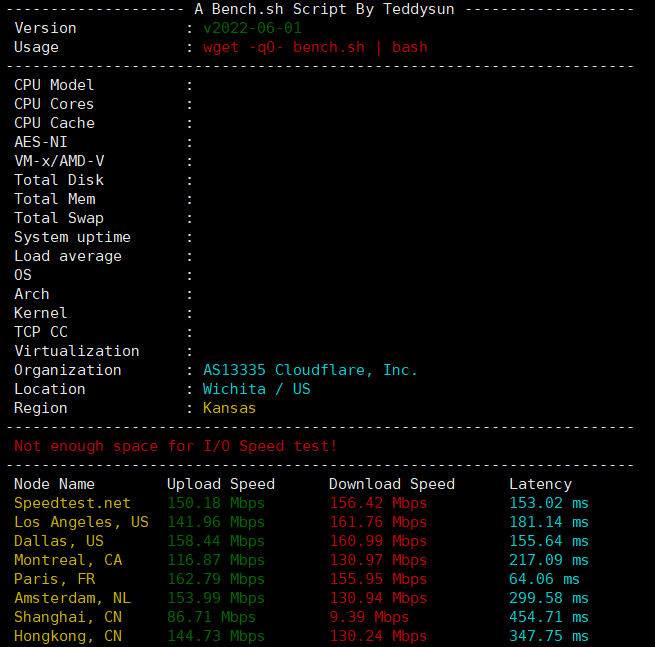 -------------------- A Bench.sh Script By Teddysun -------------------
 Version            : v2022-06-01
 Usage              : wget -qO- bench.sh | bash
----------------------------------------------------------------------
 CPU Model          :
 CPU Cores          :
 CPU Cache          :
 AES-NI             :
 VM-x/AMD-V         :
 Total Disk         :
 Total Mem          :
 Total Swap         :
 System uptime      :
 Load average       :
 OS                 :
 Arch               :
 Kernel             :
 TCP CC             :
 Virtualization     :
 Organization       : AS13335 Cloudflare, Inc.
 Location           : Wichita / US
 Region             : Kansas
----------------------------------------------------------------------
 Not enough space for I/O Speed test!
----------------------------------------------------------------------
 Node Name        Upload Speed      Download Speed      Latency
 Speedtest.net    150.18 Mbps       156.42 Mbps         153.02 ms
 Los Angeles, US  141.96 Mbps       161.76 Mbps         181.14 ms
 Dallas, US       158.44 Mbps       160.99 Mbps         155.64 ms
 Montreal, CA     116.87 Mbps       130.97 Mbps         217.09 ms
 Paris, FR        162.79 Mbps       155.95 Mbps         64.06 ms
 Amsterdam, NL    153.99 Mbps       130.94 Mbps         299.58 ms
 Shanghai, CN     86.71 Mbps        9.39 Mbps           454.71 ms
 Hongkong, CN     144.73 Mbps       130.24 Mbps         347.75 ms